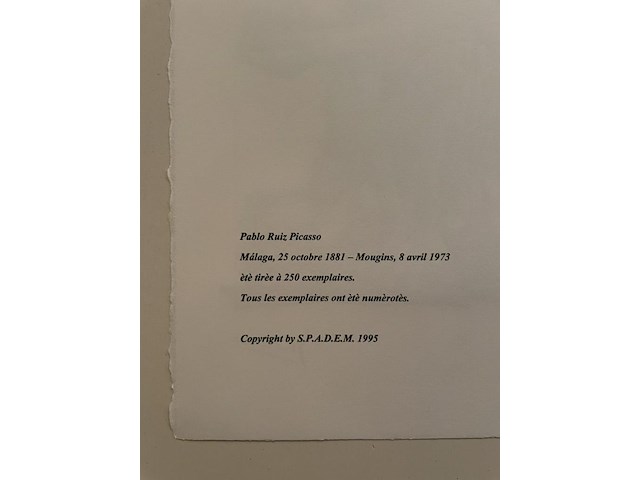 Pablo Ruiz Picasso
Málaga, 25 octobre 1881 – Mougins, 8 avril 1973
ètè tirèe à 250 exemplaires.
Tous les exemplaires ont ètè numèrotès.
Copyright by S.P.A.D.E.M. 1995